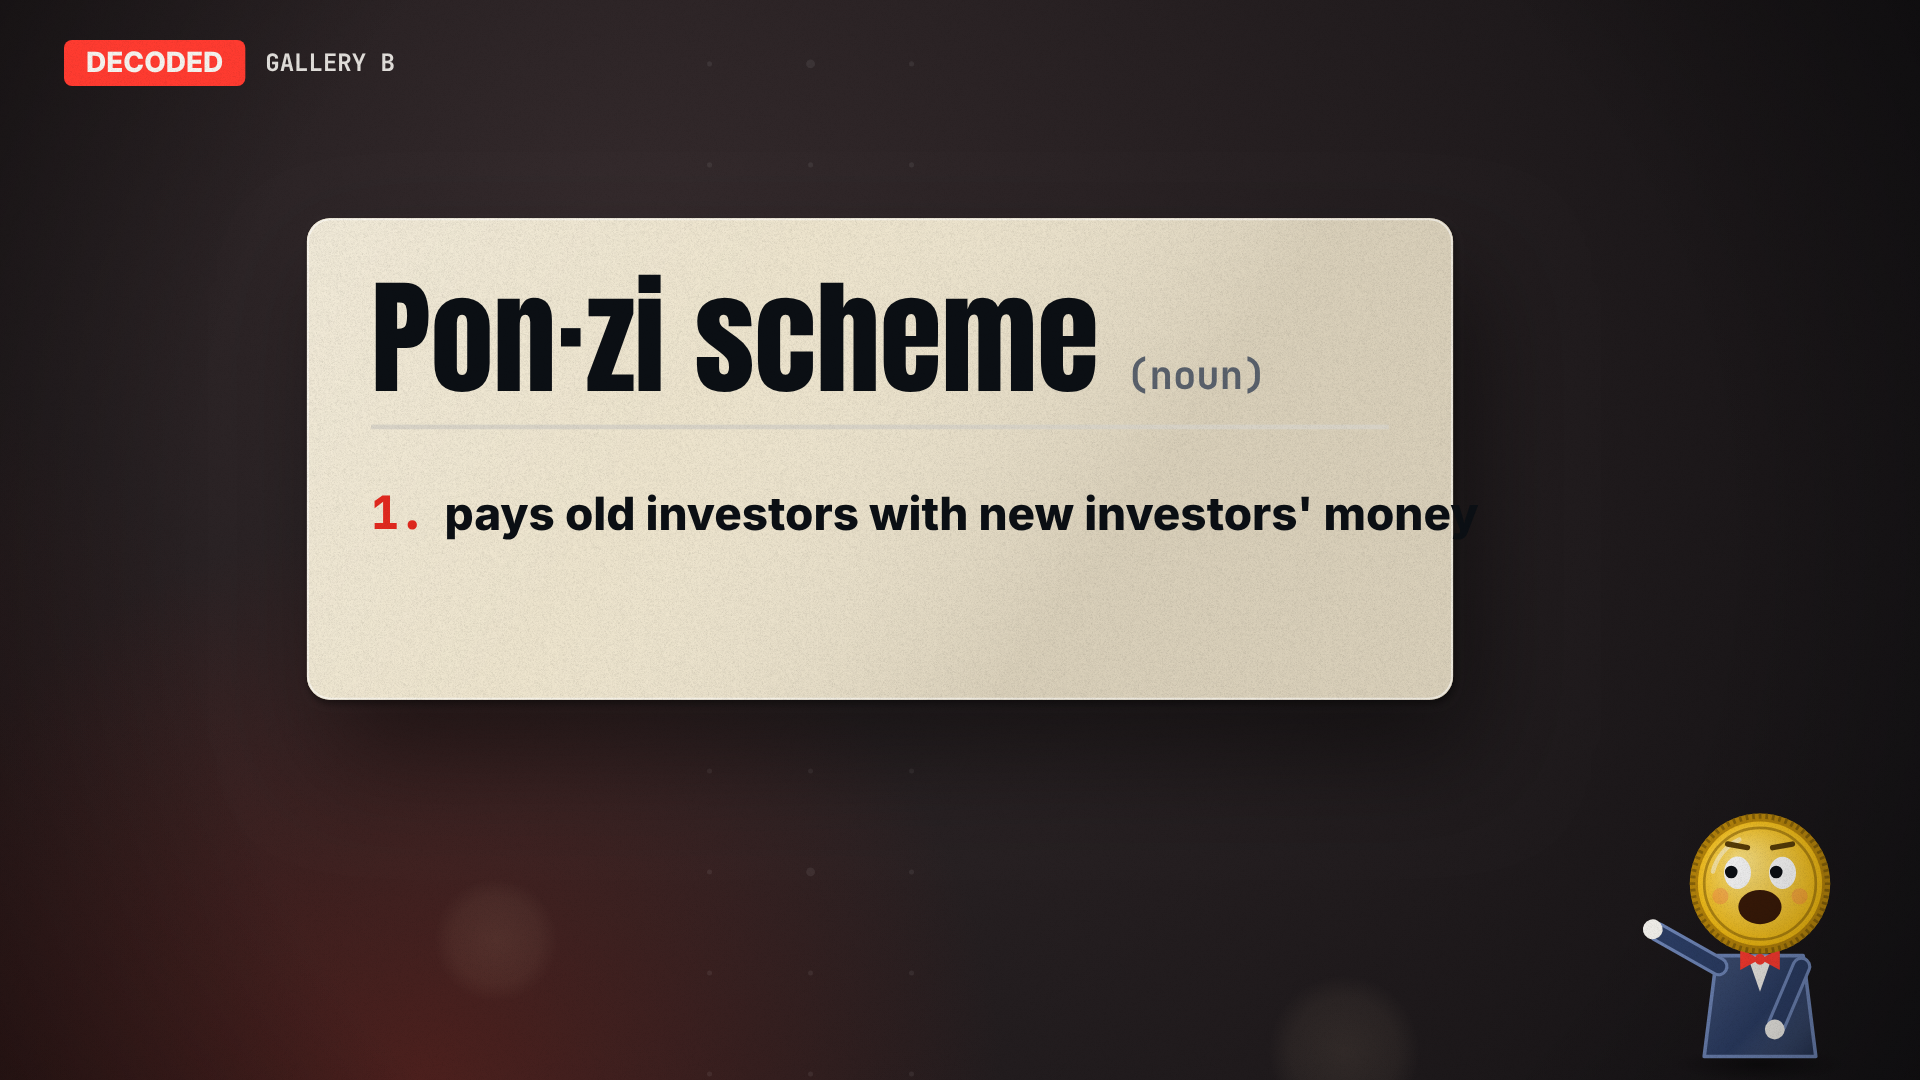 DECODED GALLERY B
Pon·zi scheme (noun)
1. pays old investors with new investors' money